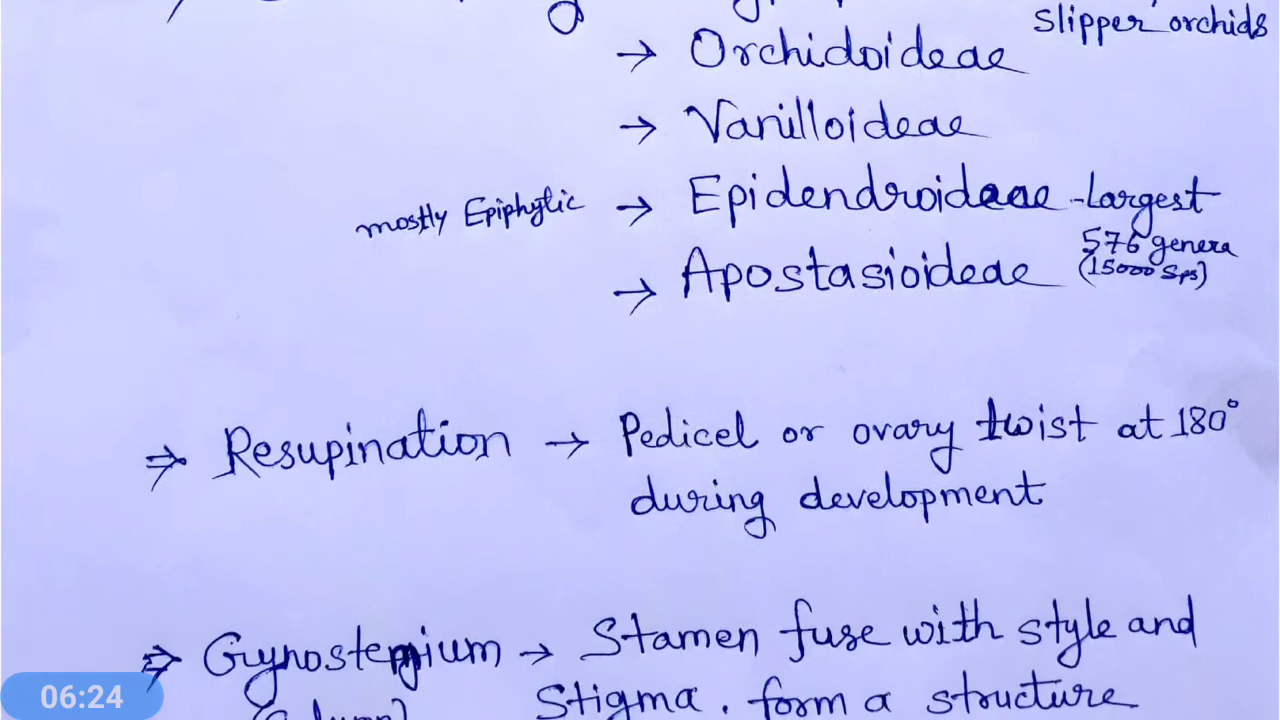 slipper orchids
→ Orchidoideae
→ Vanilloideae
mostly Epiphytic → Epidendroideae - Largest
576 genera
(15000 Sps)
→ Apostasioideae
⇒ Resupination → Pedicel or ovary twist at 180°
during development
⇒ Gynostemium → Stamen fuse with style and
Stigma. form a structure
06:24